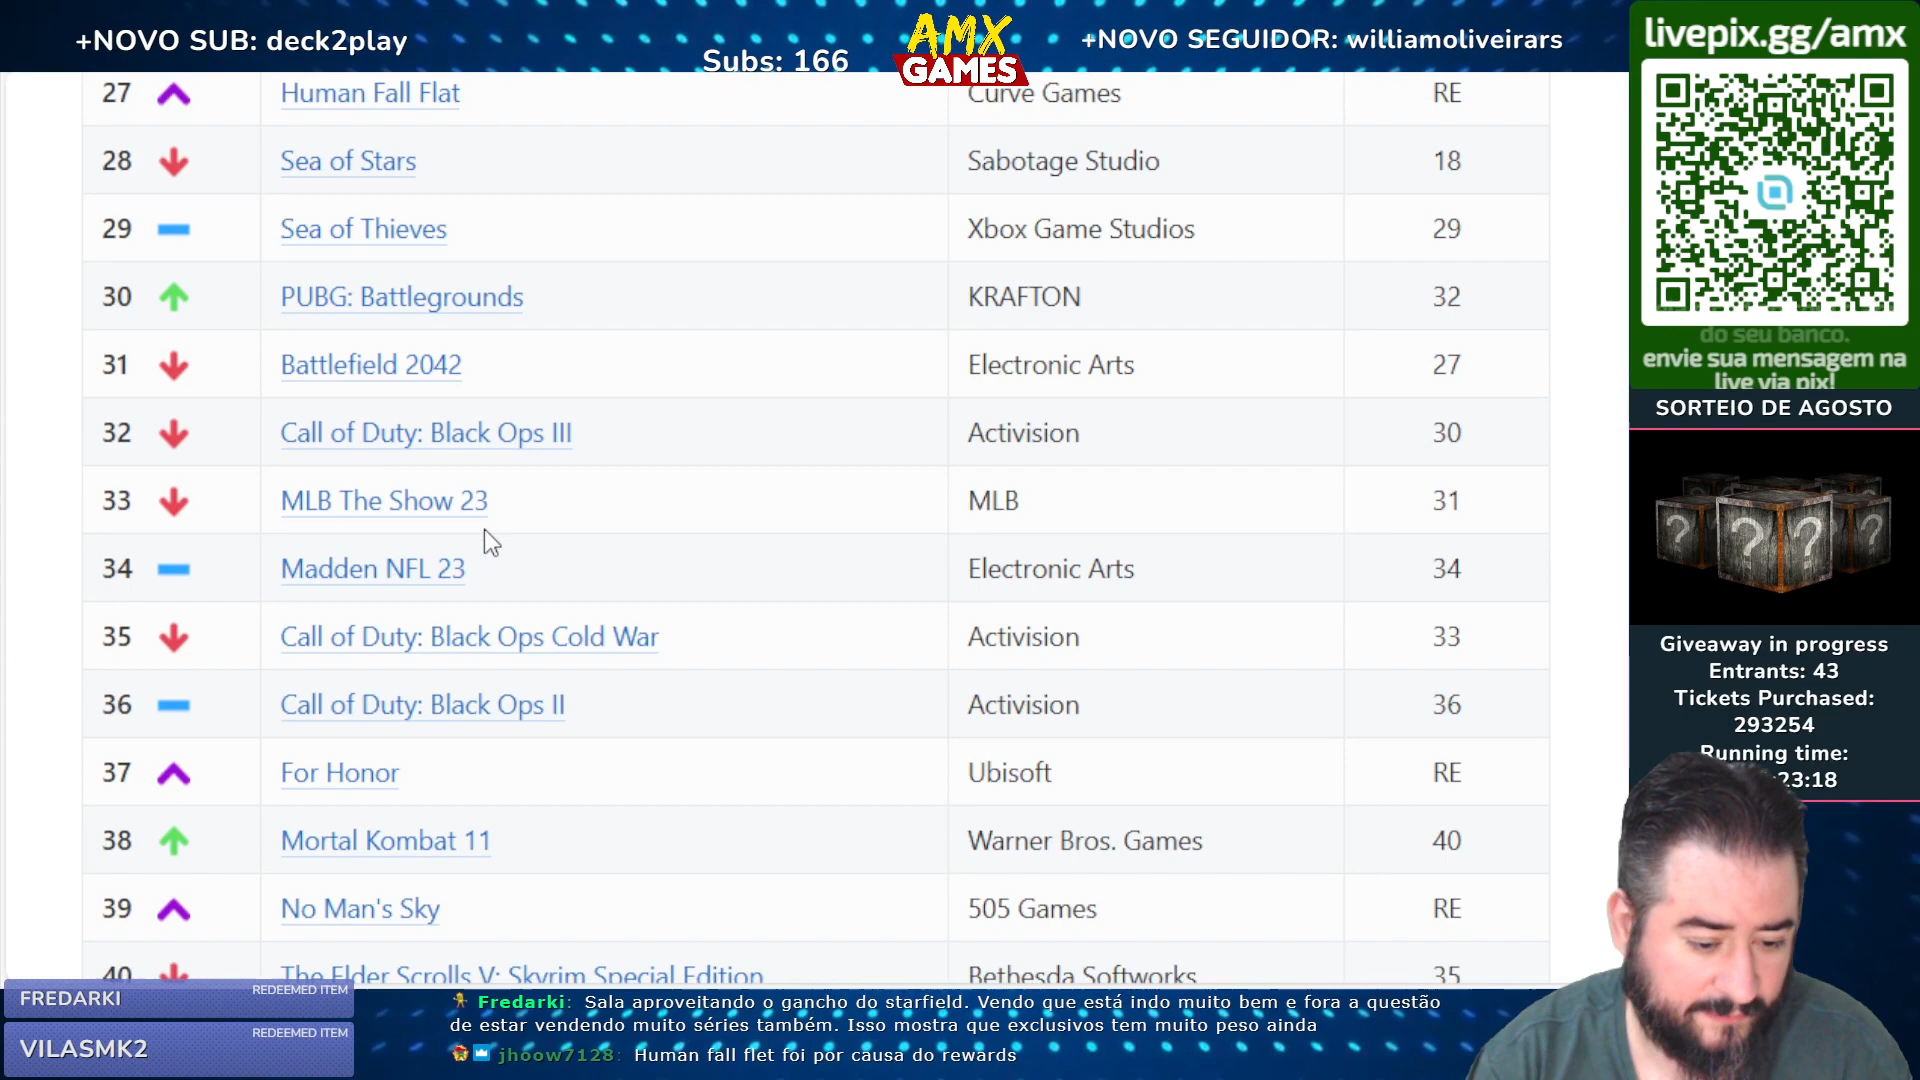 +NOVO SUB: deck2play
Subs: 166
AMX
GAMES
+NOVO SEGUIDOR: williamoliveirars
livepix.gg/amx
27 Human Fall Flat Curve Games RE
28 Sea of Stars Sabotage Studio 18
29 Sea of Thieves Xbox Game Studios 29
30 PUBG: Battlegrounds KRAFTON 32
31 Battlefield 2042 Electronic Arts 27
32 Call of Duty: Black Ops III Activision 30
33 MLB The Show 23 MLB 31
34 Madden NFL 23 Electronic Arts 34
35 Call of Duty: Black Ops Cold War Activision 33
36 Call of Duty: Black Ops II Activision 36
37 For Honor Ubisoft RE
38 Mortal Kombat 11 Warner Bros. Games 40
39 No Man's Sky 505 Games RE
40 The Elder Scrolls V: Skyrim Special Edition Bethesda Softworks 35
do seu banco.
envie sua mensagem na
live via pix!
SORTEIO DE AGOSTO
? ? ? ?
Giveaway in progress
Entrants: 43
Tickets Purchased:
293254
Running time:
:23:18
FREDARKI REDEEMED ITEM
VILASMK2 REDEEMED ITEM
Fredarki: Sala aproveitando o gancho do starfield. Vendo que está indo muito bem e fora a questão
de estar vendendo muito séries também. Isso mostra que exclusivos tem muito peso ainda
jhoow7128: Human fall flet foi por causa do rewards